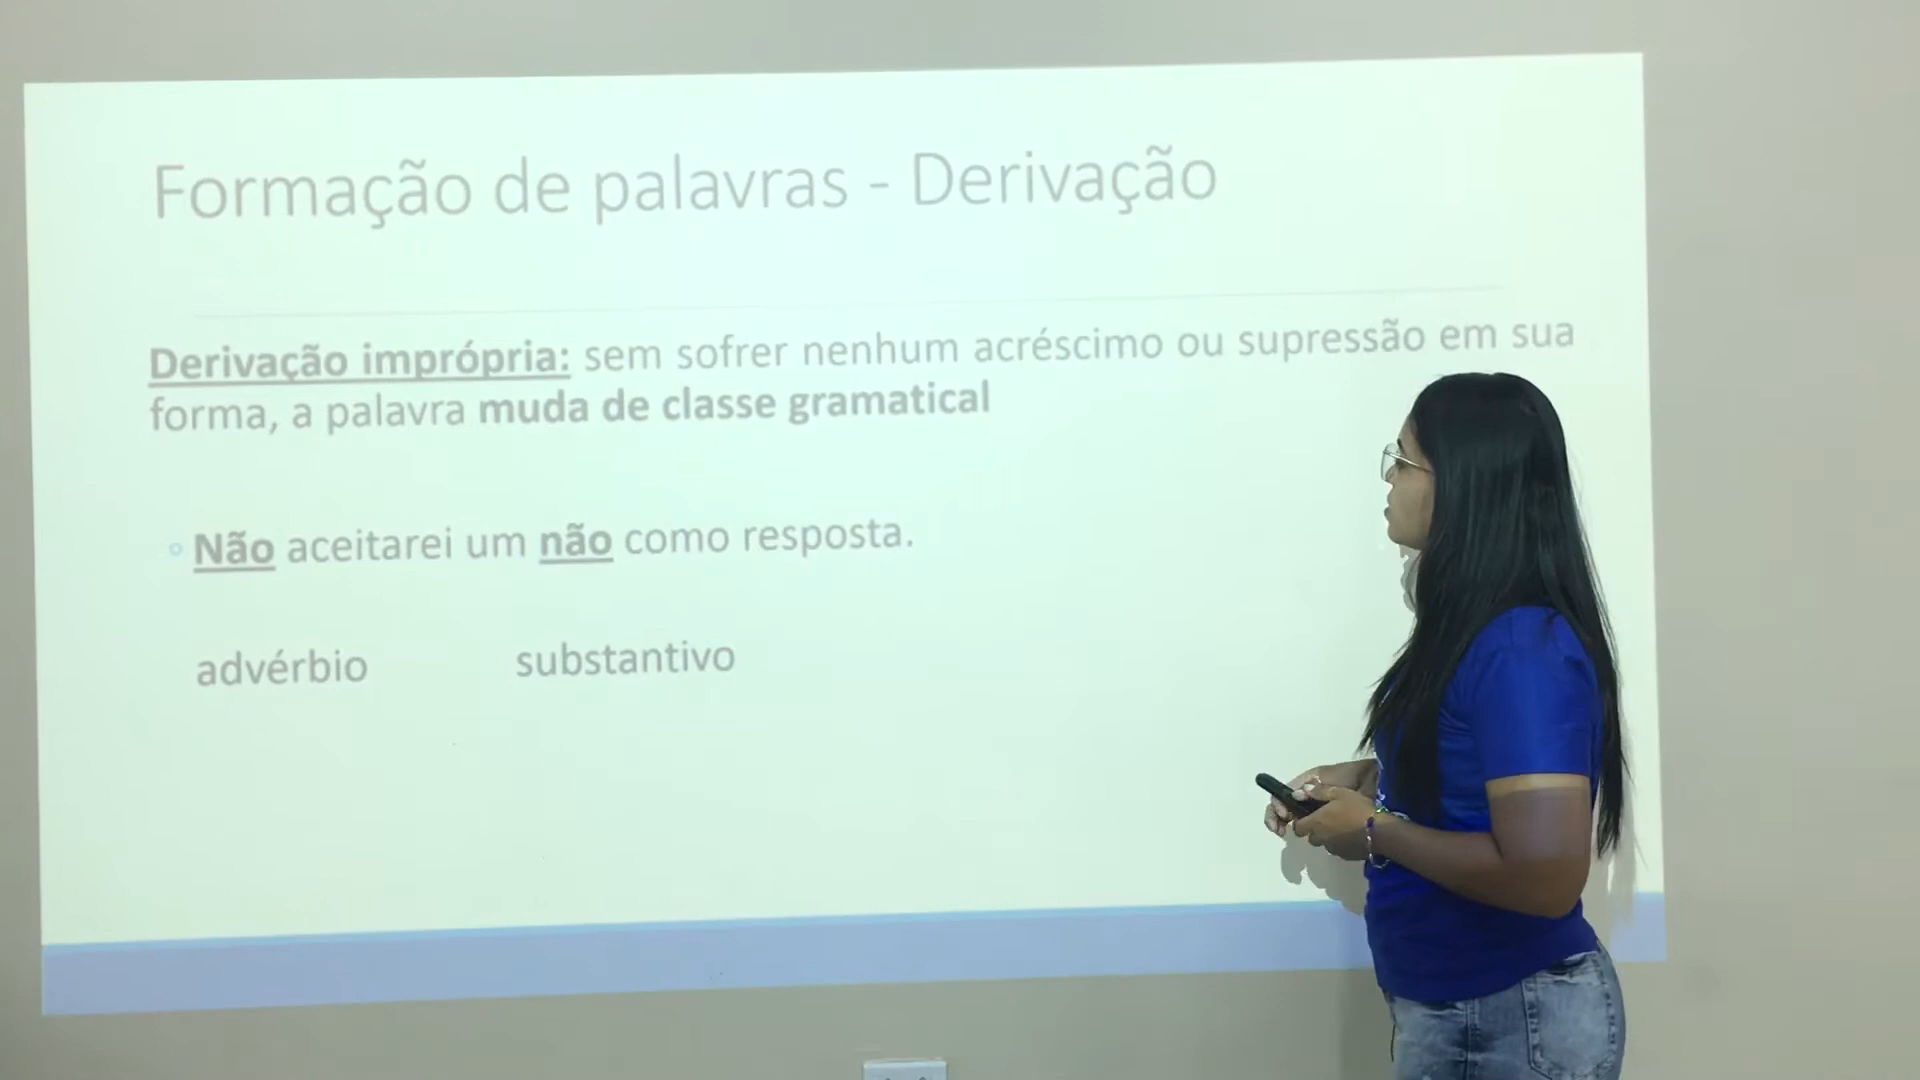 Formação de palavras - Derivação
Derivação imprópria: sem sofrer nenhum acréscimo ou supressão em sua
forma, a palavra muda de classe gramatical
Não aceitarei um não como resposta.
advérbio substantivo